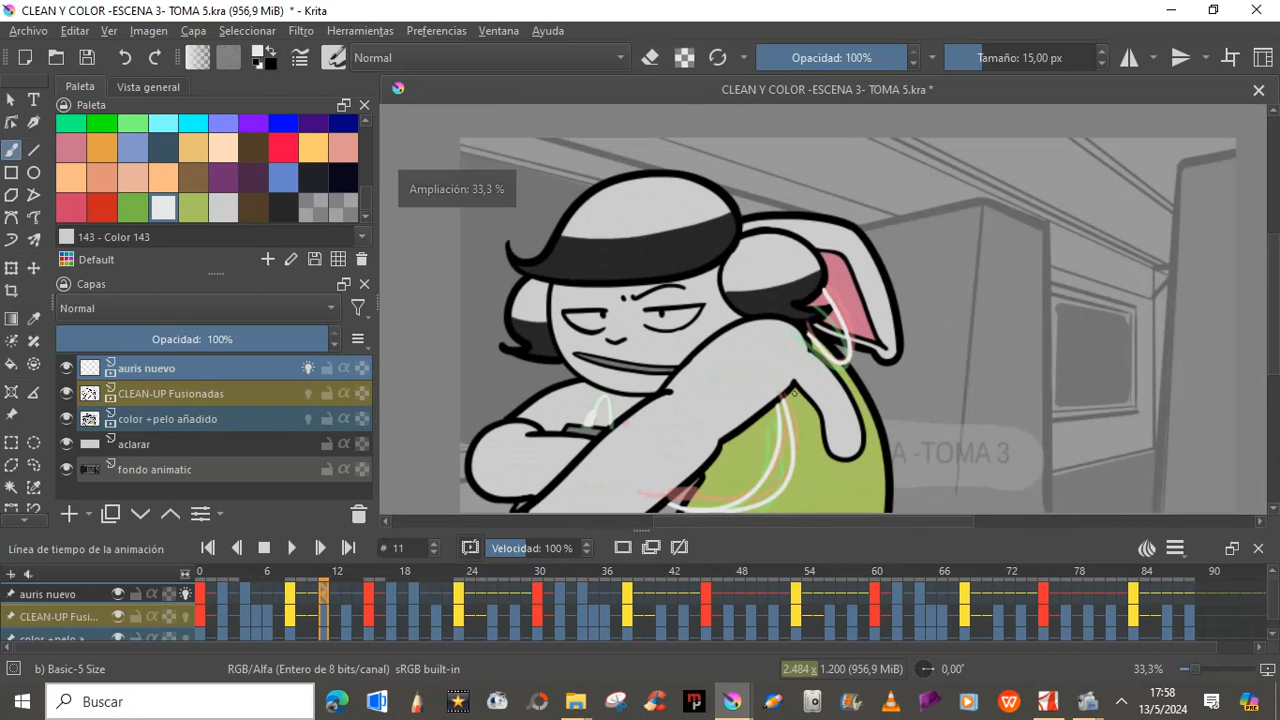 CLEAN Y COLOR -ESCENA 3- TOMA 5.kra (956,9 MiB) * - Krita
Archivo Editar Ver Imagen Capa Seleccionar Filtro Herramientas Preferencias Ventana Ayuda
Normal Opacidad: 100% Tamaño: 15,00 px
Paleta Vista general
CLEAN Y COLOR -ESCENA 3- TOMA 5.kra *
Paleta
Ampliación: 33,3 %
143 - Color 143
Default
Capas
Normal
Opacidad: 100%
auris nuevo
CLEAN-UP Fusionadas
color +pelo añadido
aclarar
fondo animatic
A -TOMA 3
Línea de tiempo de la animación
# 11
Velocidad: 100 %
0 6 12 18 24 30 36 42 48 54 60 66 72 78 84 90
auris nuevo
CLEAN-UP Fusi...
color +pelo a...
b) Basic-5 Size
RGB/Alfa (Entero de 8 bits/canal) sRGB built-in
2.484 x 1.200 (956,9 MiB)
0,00°
33,3%
Buscar
17:58
13/5/2024